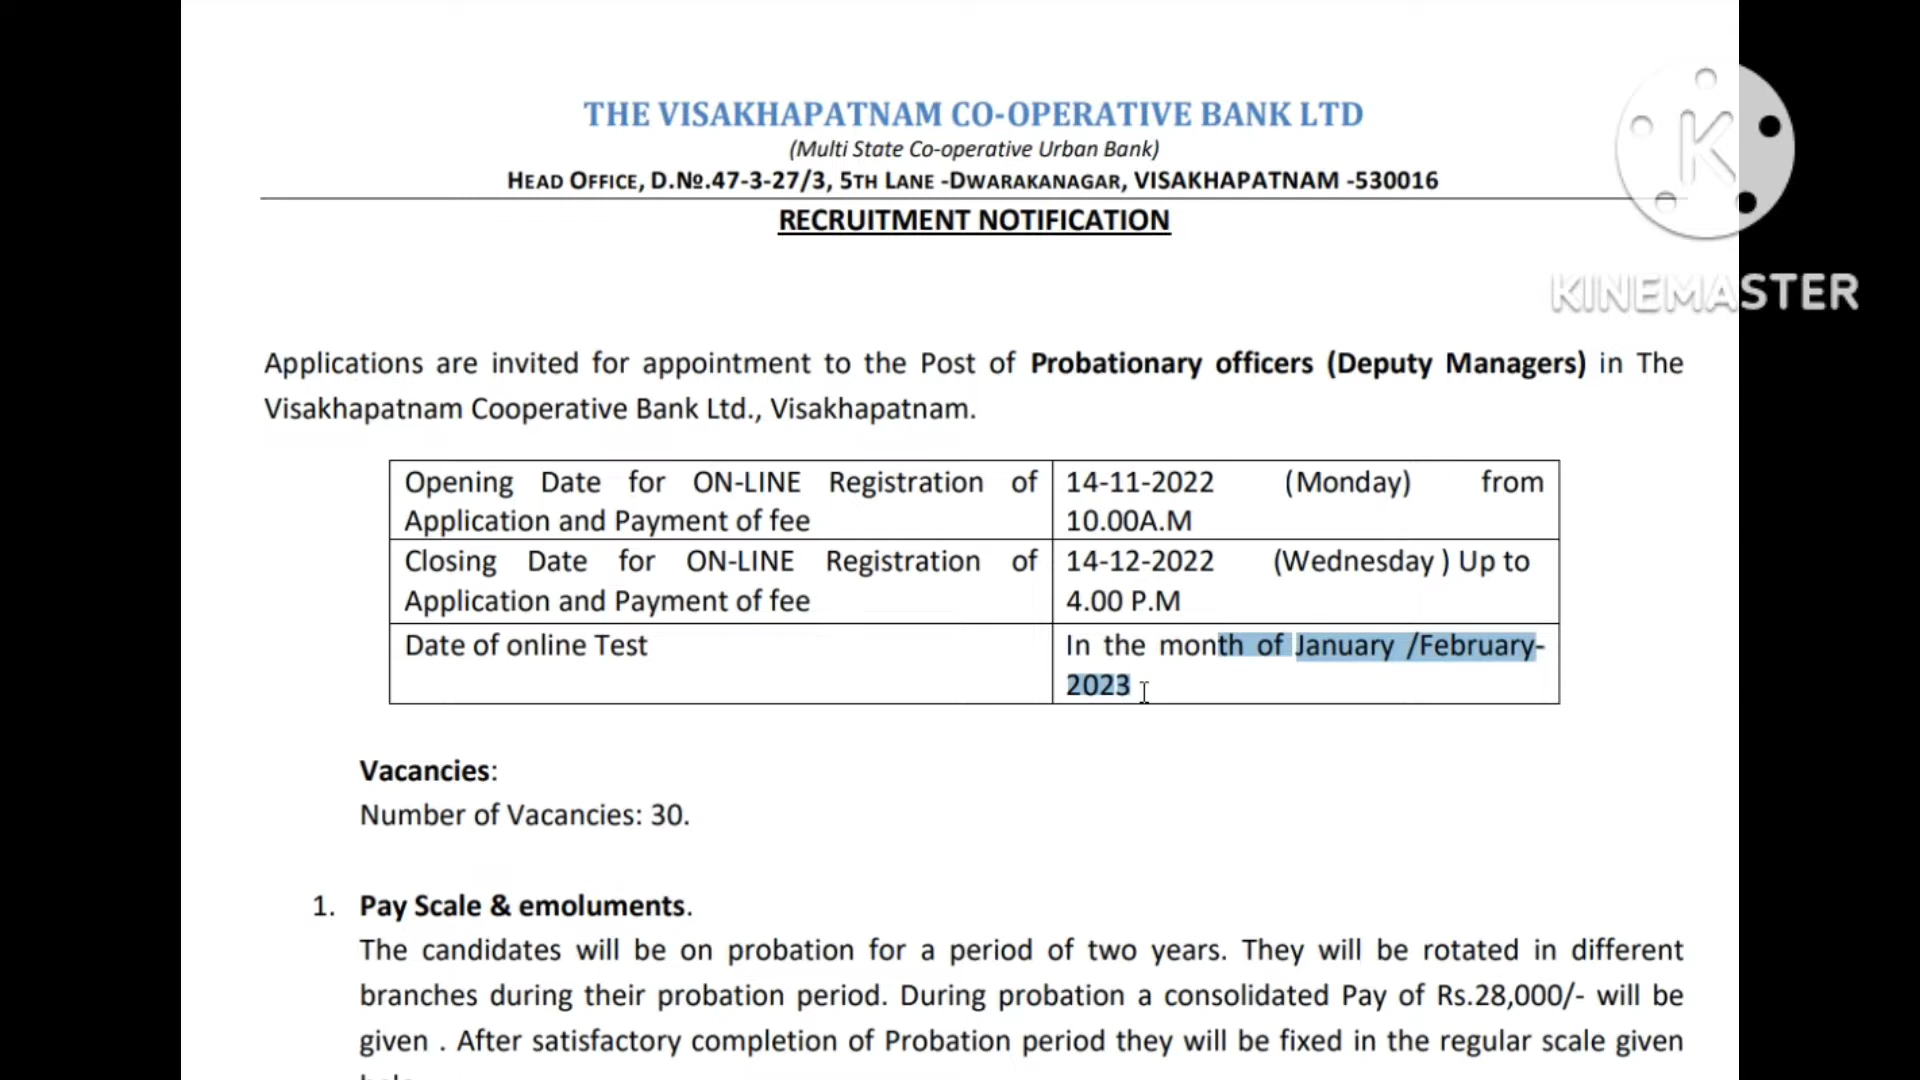 THE VISAKHAPATNAM CO-OPERATIVE BANK LTD
(Multi State Co-operative Urban Bank)
HEAD OFFICE, D.№.47-3-27/3, 5TH LANE -DWARAKANAGAR, VISAKHAPATNAM -530016
RECRUITMENT NOTIFICATION
K
KINEMASTER
Applications are invited for appointment to the Post of Probationary officers (Deputy Managers) in The
Visakhapatnam Cooperative Bank Ltd., Visakhapatnam.
Opening Date for ON-LINE Registration of
Application and Payment of fee
14-11-2022 (Monday) from
10.00A.M
Closing Date for ON-LINE Registration of
Application and Payment of fee
14-12-2022 (Wednesday ) Up to
4.00 P.M
Date of online Test
In the month of January /February-
2023
Vacancies:
Number of Vacancies: 30.
1. Pay Scale & emoluments.
The candidates will be on probation for a period of two years. They will be rotated in different
branches during their probation period. During probation a consolidated Pay of Rs.28,000/- will be
given . After satisfactory completion of Probation period they will be fixed in the regular scale given